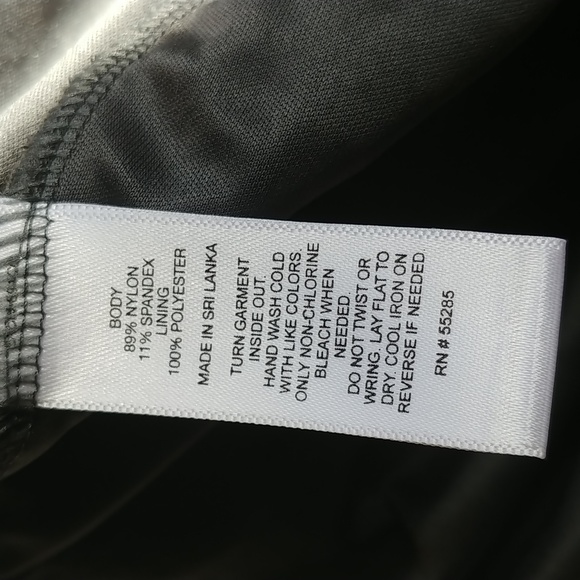 BODY
89% NYLON
11% SPANDEX
LINING
100% POLYESTER
MADE IN SRI LANKA
TURN GARMENT
INSIDE OUT.
HAND WASH COLD
WITH LIKE COLORS.
ONLY NON-CHLORINE
BLEACH WHEN
NEEDED.
DO NOT TWIST OR
WRING. LAY FLAT TO
DRY. COOL IRON ON
REVERSE IF NEEDED.
RN # 55285